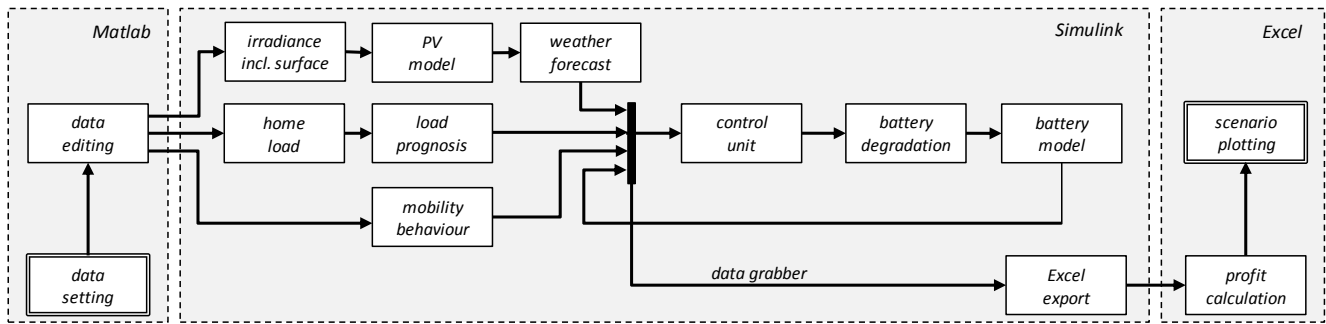 Matlab
data
editing
data
setting
Simulink
irradiance
incl. surface
PV
model
weather
forecast
home
load
load
prognosis
mobility
behaviour
control
unit
battery
degradation
battery
model
data grabber
Excel
export
Excel
scenario
plotting
profit
calculation